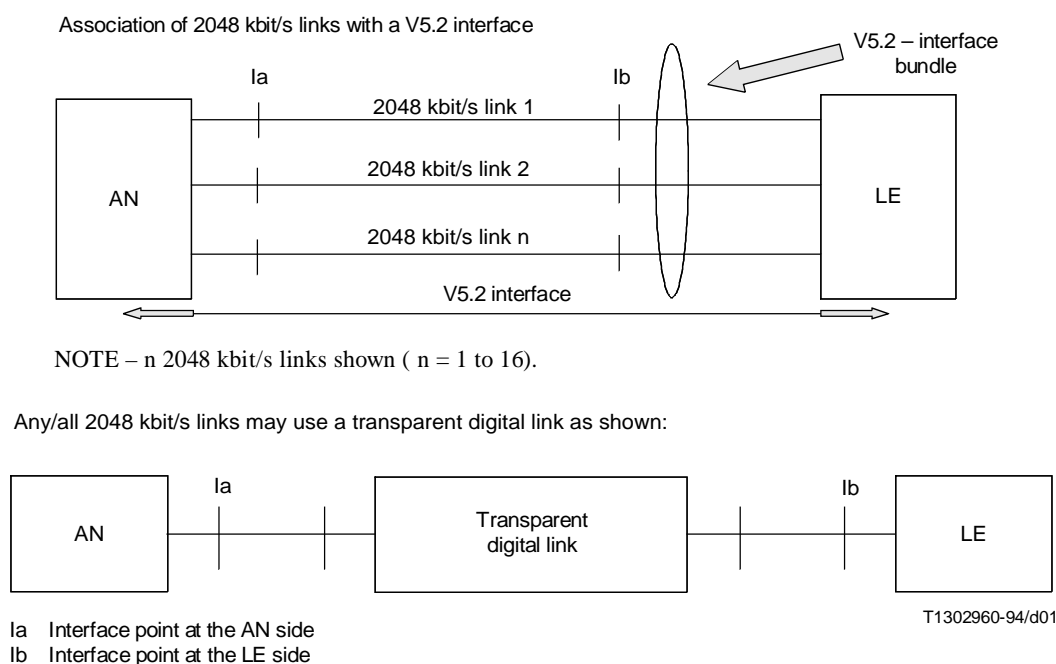 Association of 2048 kbit/s links with a V5.2 interface
V5.2 – interface
bundle
Ia
Ib
2048 kbit/s link 1
2048 kbit/s link 2
AN
LE
2048 kbit/s link n
V5.2 interface
NOTE – n 2048 kbit/s links shown ( n = 1 to 16).
Any/all 2048 kbit/s links may use a transparent digital link as shown:
Ia
Ib
AN
Transparent
digital link
LE
T1302960-94/d01
Ia Interface point at the AN side
Ib Interface point at the LE side